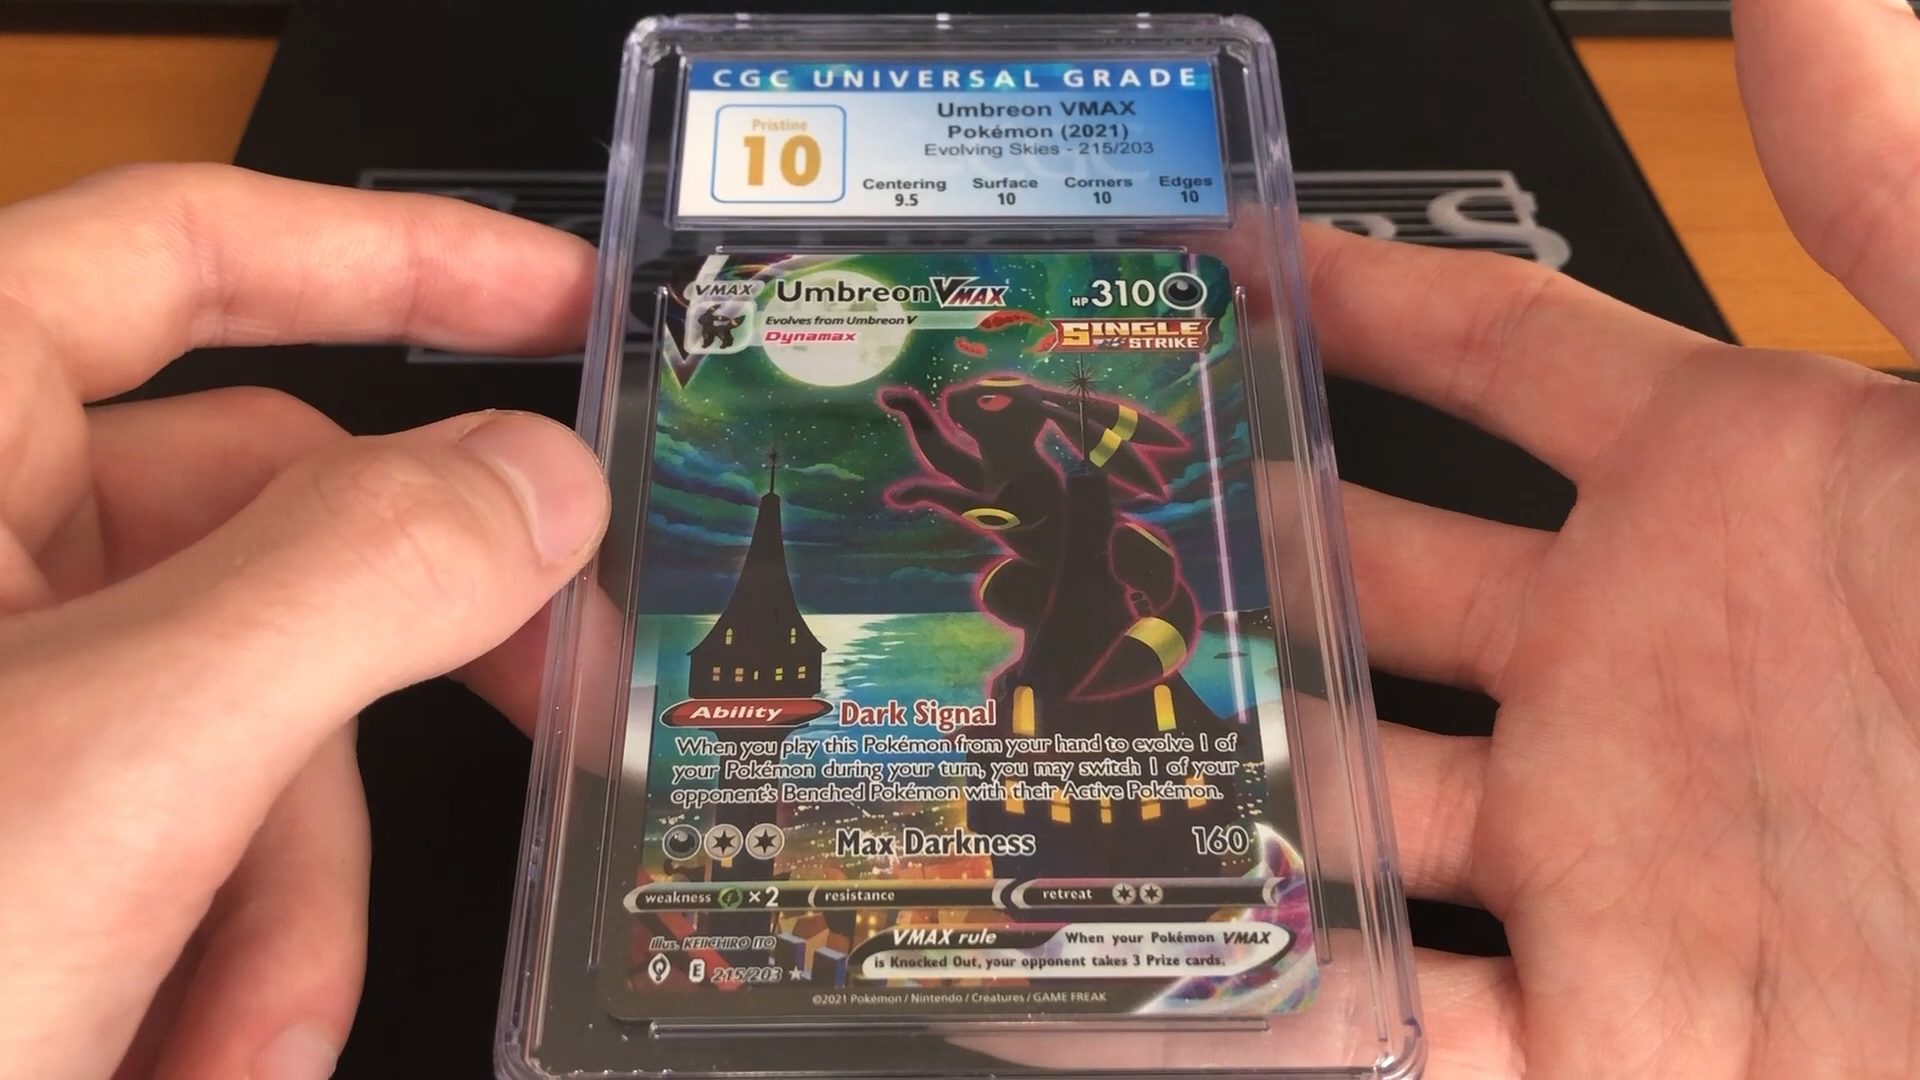 CGC UNIVERSAL GRADE
Pristine
10
Umbreon VMAX
Pokémon (2021)
Evolving Skies - 215/203
Centering Surface Corners Edges
9.5 10 10 10
VMAX Umbreon VMAX HP 310
Evolves from Umbreon V
Dynamax
SINGLE
STRIKE
Ability Dark Signal
When you play this Pokémon from your hand to evolve 1 of
your Pokémon during your turn, you may switch 1 of your
opponent's Benched Pokémon with their Active Pokémon.
Max Darkness 160
weakness ×2 resistance retreat
Illus. KEIICHIRO ITO
VMAX rule When your Pokémon VMAX
is Knocked Out, your opponent takes 3 Prize cards.
E 215/203
©2021 Pokémon / Nintendo / Creatures / GAME FREAK